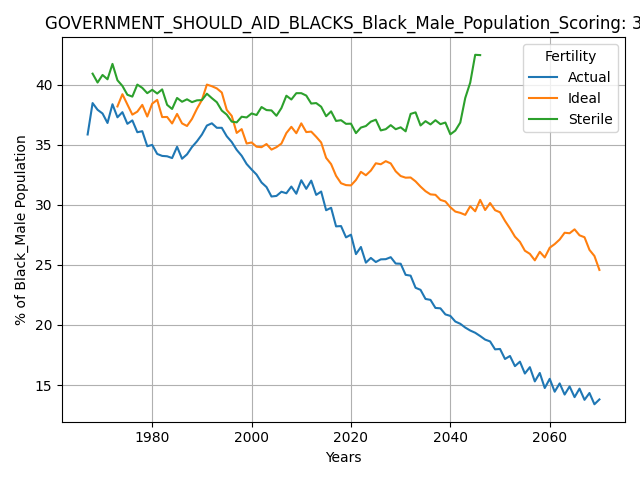 GOVERNMENT_SHOULD_AID_BLACKS_Black_Male_Population_Scoring: 3
Fertility
Actual
Ideal
Sterile
% of Black_Male Population
40
35
30
25
20
15
1980
2000
2020
2040
2060
Years